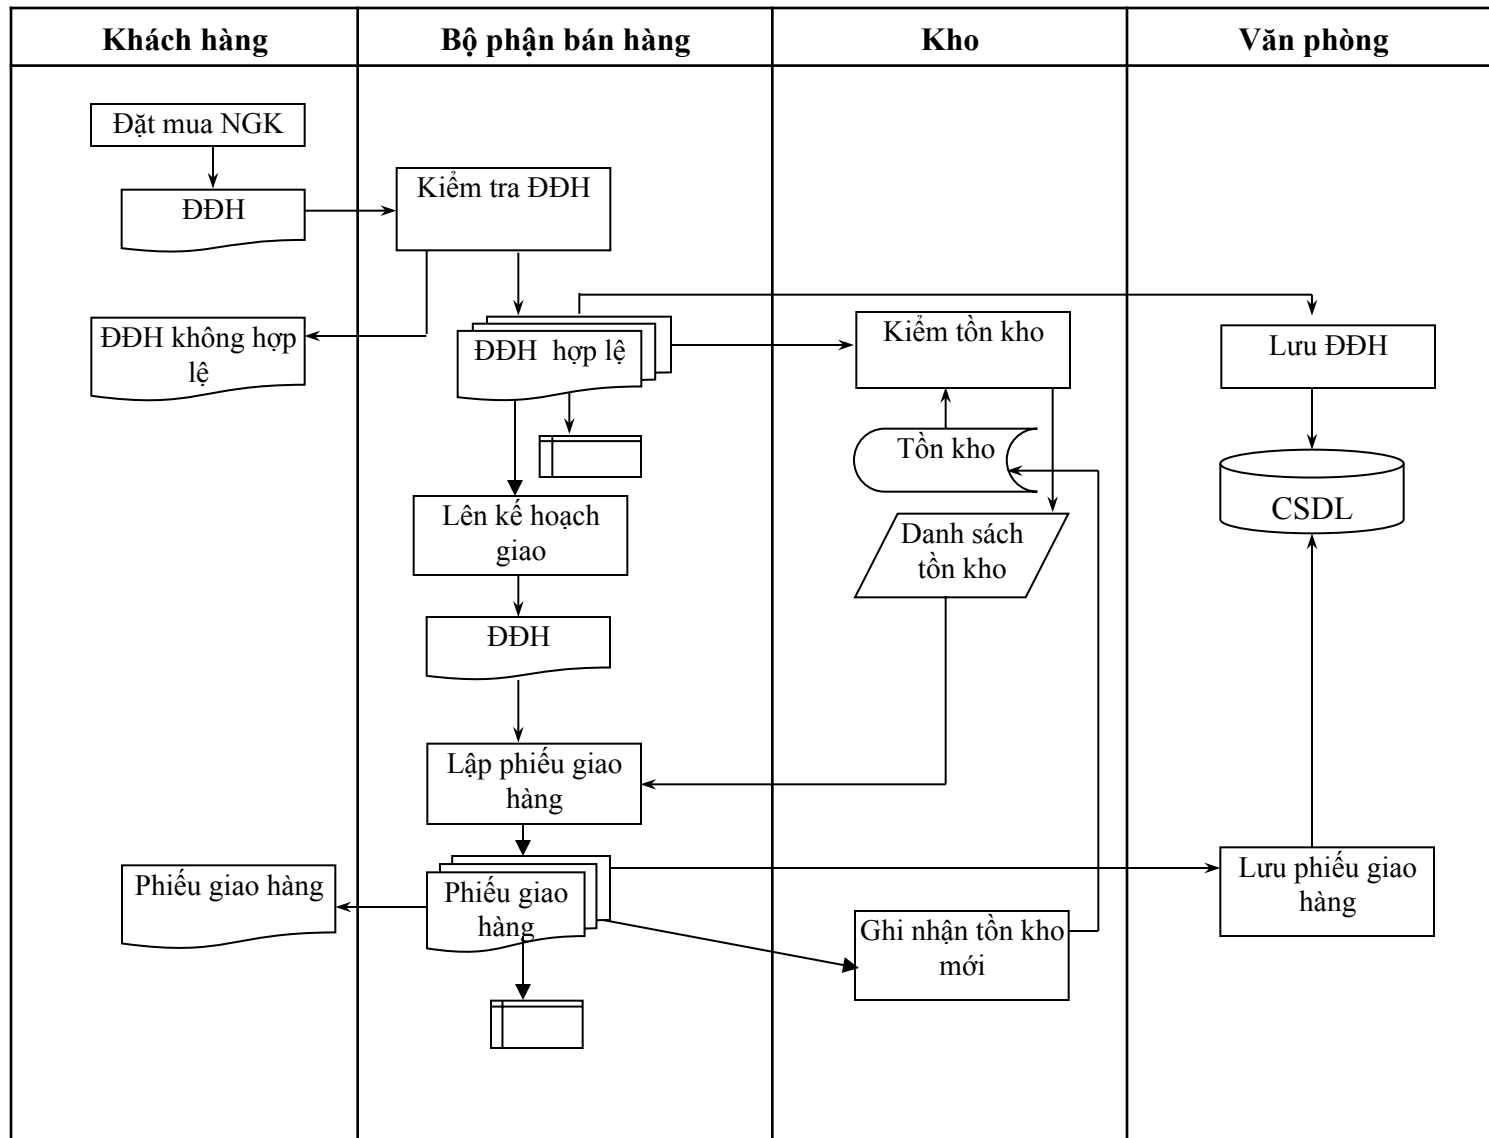 Khách hàng
Bộ phận bán hàng
Kho
Văn phòng
Đặt mua NGK
ĐĐH
Kiểm tra ĐĐH
ĐĐH không hợp
lệ
ĐĐH hợp lệ
Kiểm tồn kho
Lưu ĐĐH
Tồn kho
CSDL
Lên kế hoạch
giao
Danh sách
tồn kho
ĐĐH
Lập phiếu giao
hàng
Phiếu giao hàng
Phiếu giao
hàng
Ghi nhận tồn kho
mới
Lưu phiếu giao
hàng